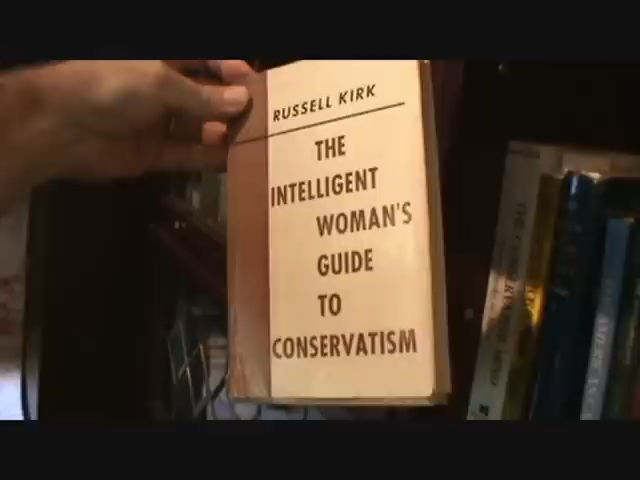 RUSSELL KIRK
THE
INTELLIGENT
WOMAN'S
GUIDE
TO
CONSERVATISM